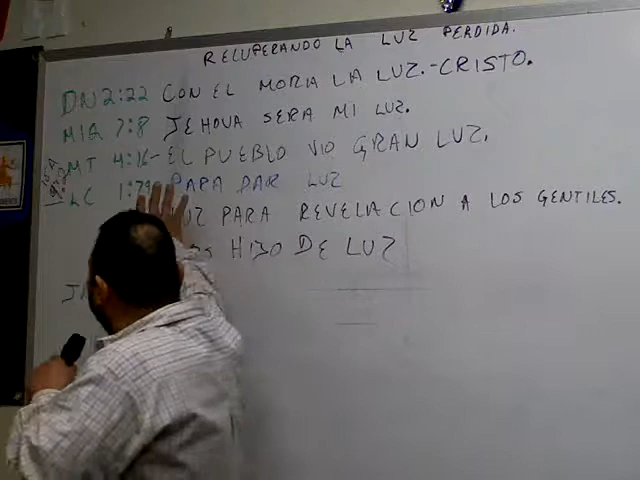 RECUPERANDO LA LUZ PERDIDA.
DN 2:22 CON EL MORA LA LUZ.-CRISTO.
MIQ 7:8 JEHOVA SERA MI LUZ.
MT 4:16- EL PUEBLO VIO GRAN LUZ.
LC 1:79 PARA DAR LUZ
LUZ PARA REVELACION A LOS GENTILES.
HIJO DE LUZ